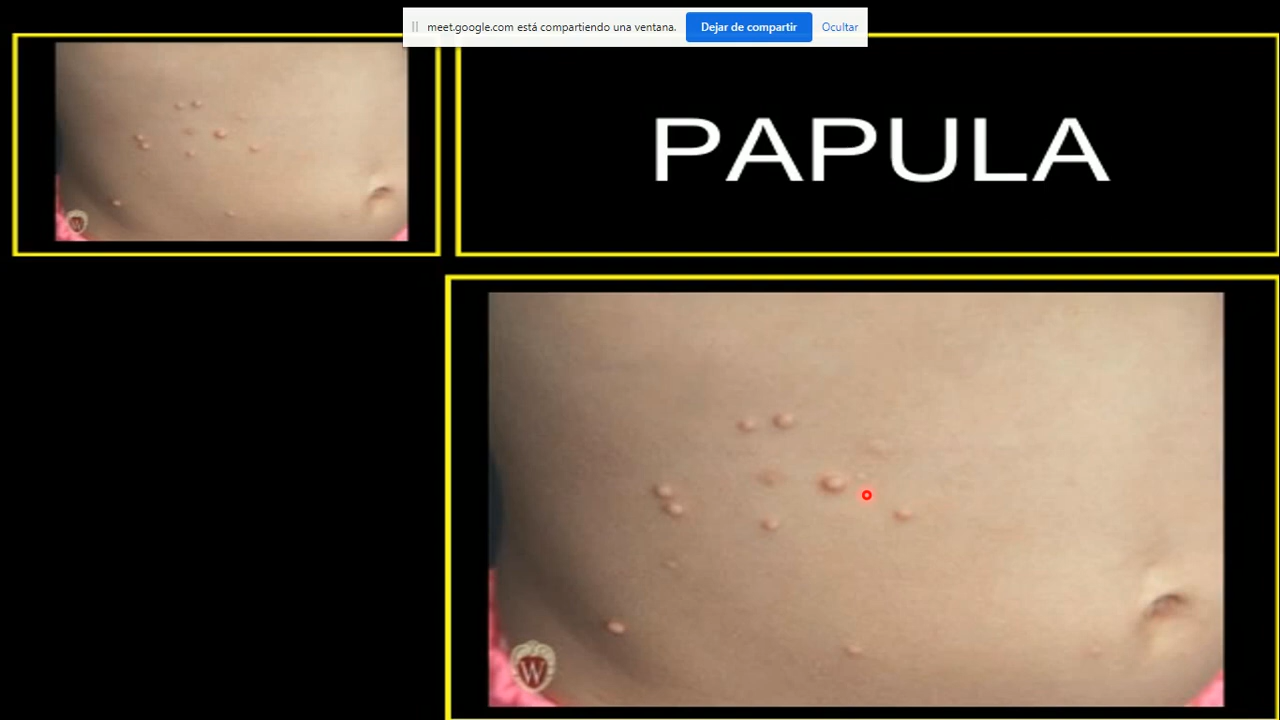 meet.google.com está compartiendo una ventana.
Dejar de compartir
Ocultar
PAPULA
W
W